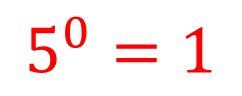 5⁰ = 1